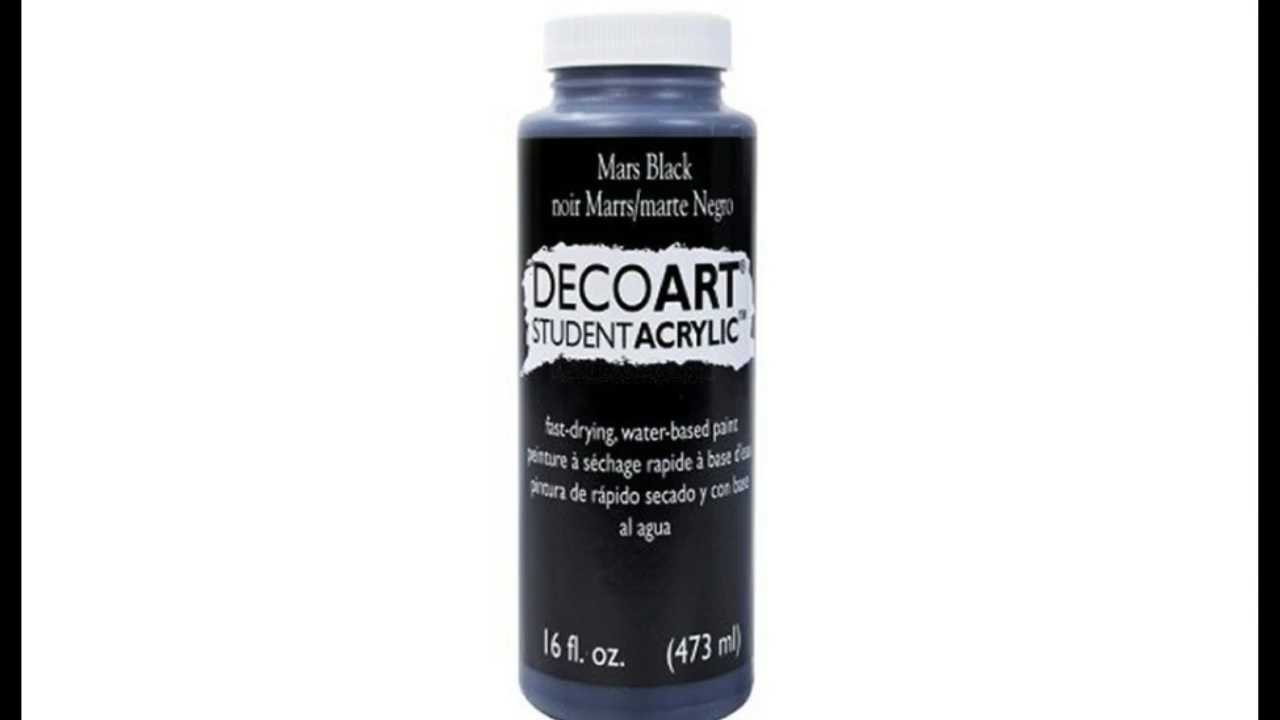 Mars Black
noir Marrs/marte Negro
DECOART®
STUDENTACRYLIC™
fast-drying, water-based paint
peinture à séchage rapide à base d'eau
pintura de rápido secado y con base
al agua
16 fl. oz. (473 ml)